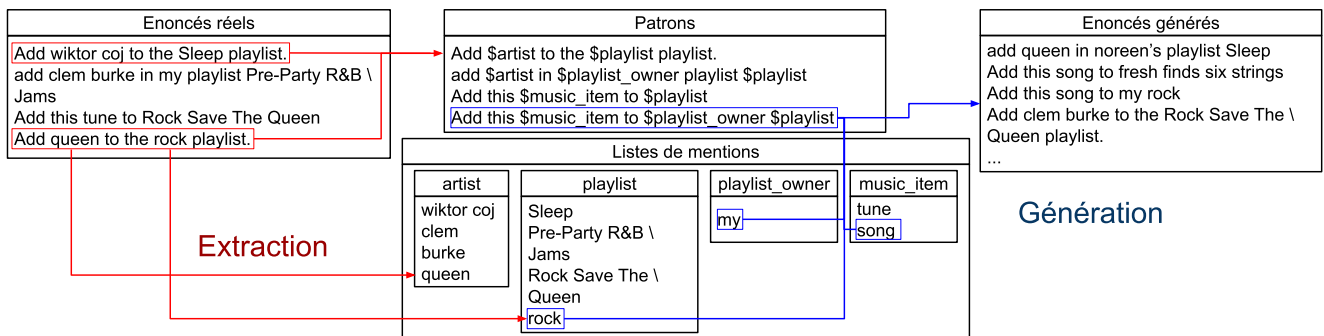 Enoncés réels
Add wiktor coj to the Sleep playlist.
add clem burke in my playlist Pre-Party R&B \
Jams
Add this tune to Rock Save The Queen
Add queen to the rock playlist.
Patrons
Add $artist to the $playlist playlist.
add $artist in $playlist_owner playlist $playlist
Add this $music_item to $playlist
Add this $music_item to $playlist_owner $playlist
Enoncés générés
add queen in noreen’s playlist Sleep
Add this song to fresh finds six strings
Add this song to my rock
Add clem burke to the Rock Save The \
Queen playlist.
...
Listes de mentions
artist
wiktor coj
clem
burke
queen
playlist
Sleep
Pre-Party R&B \
Jams
Rock Save The \
Queen
rock
playlist_owner
my
music_item
tune
song
Extraction
Génération